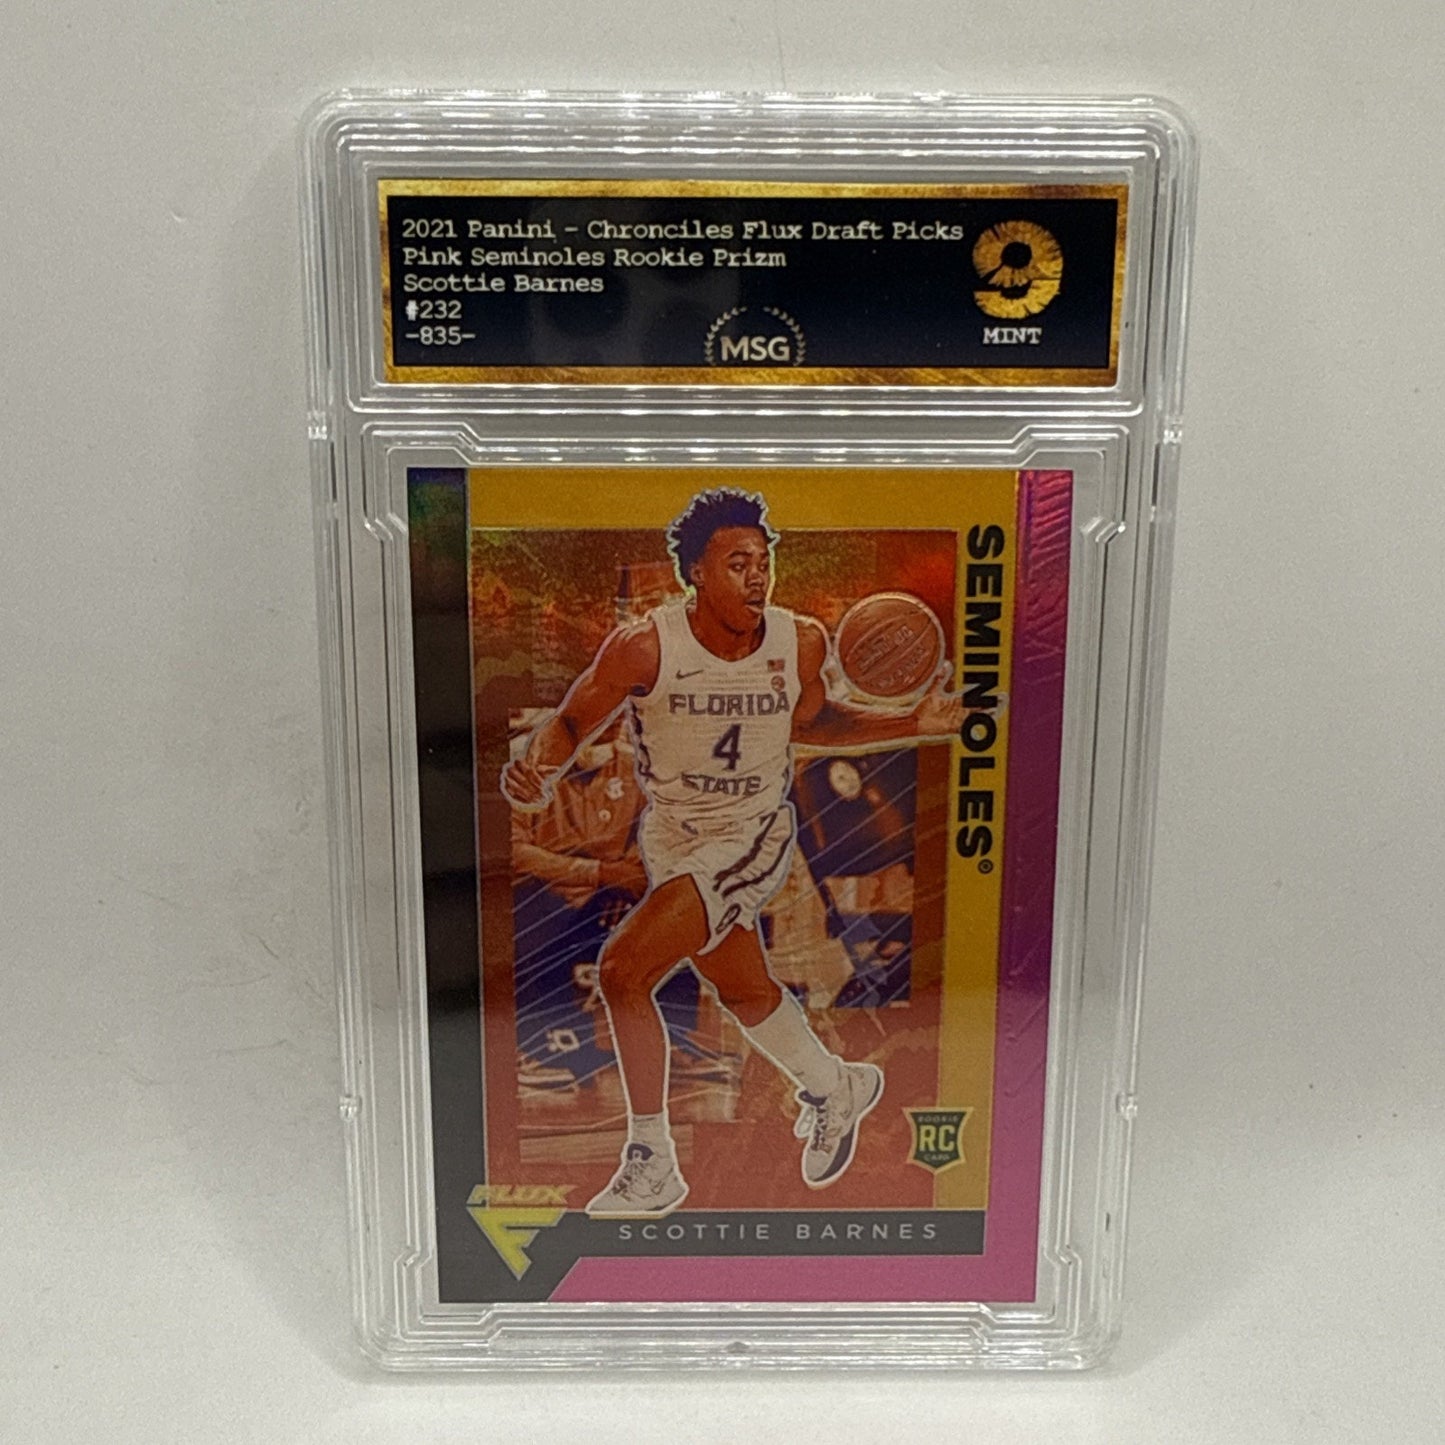 2021 Panini - Chronciles Flux Draft Picks
Pink Seminoles Rookie Prizm
Scottie Barnes
#232
-835-
MSG
9
MINT
SEMINOLES®
FLORIDA
4
STATE
ROOKIE
RC
CARD
FLUX
SCOTTIE BARNES